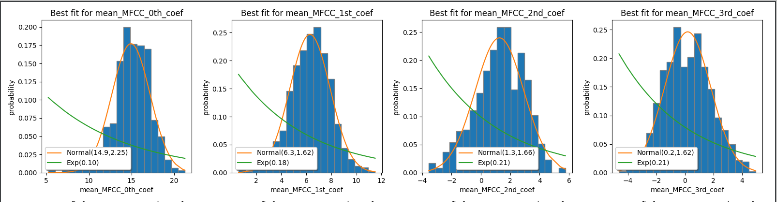 Best fit for mean_MFCC_0th_coef
0.200
0.175
0.150
0.125
0.100
0.075
0.050
0.025
0.000
probability
Normal(14.9,2.25)
Exp(0.10)
5
10
15
20
mean_MFCC_0th_coef
Best fit for mean_MFCC_1st_coef
0.25
0.20
0.15
0.10
0.05
0.00
probability
Normal(6.3,1.62)
Exp(0.18)
2
4
6
8
10
12
mean_MFCC_1st_coef
Best fit for mean_MFCC_2nd_coef
0.25
0.20
0.15
0.10
0.05
0.00
probability
Normal(1.3,1.66)
Exp(0.21)
−4
−2
0
2
4
6
mean_MFCC_2nd_coef
Best fit for mean_MFCC_3rd_coef
0.25
0.20
0.15
0.10
0.05
0.00
probability
Normal(0.2,1.62)
Exp(0.21)
−4
−2
0
2
4
mean_MFCC_3rd_coef